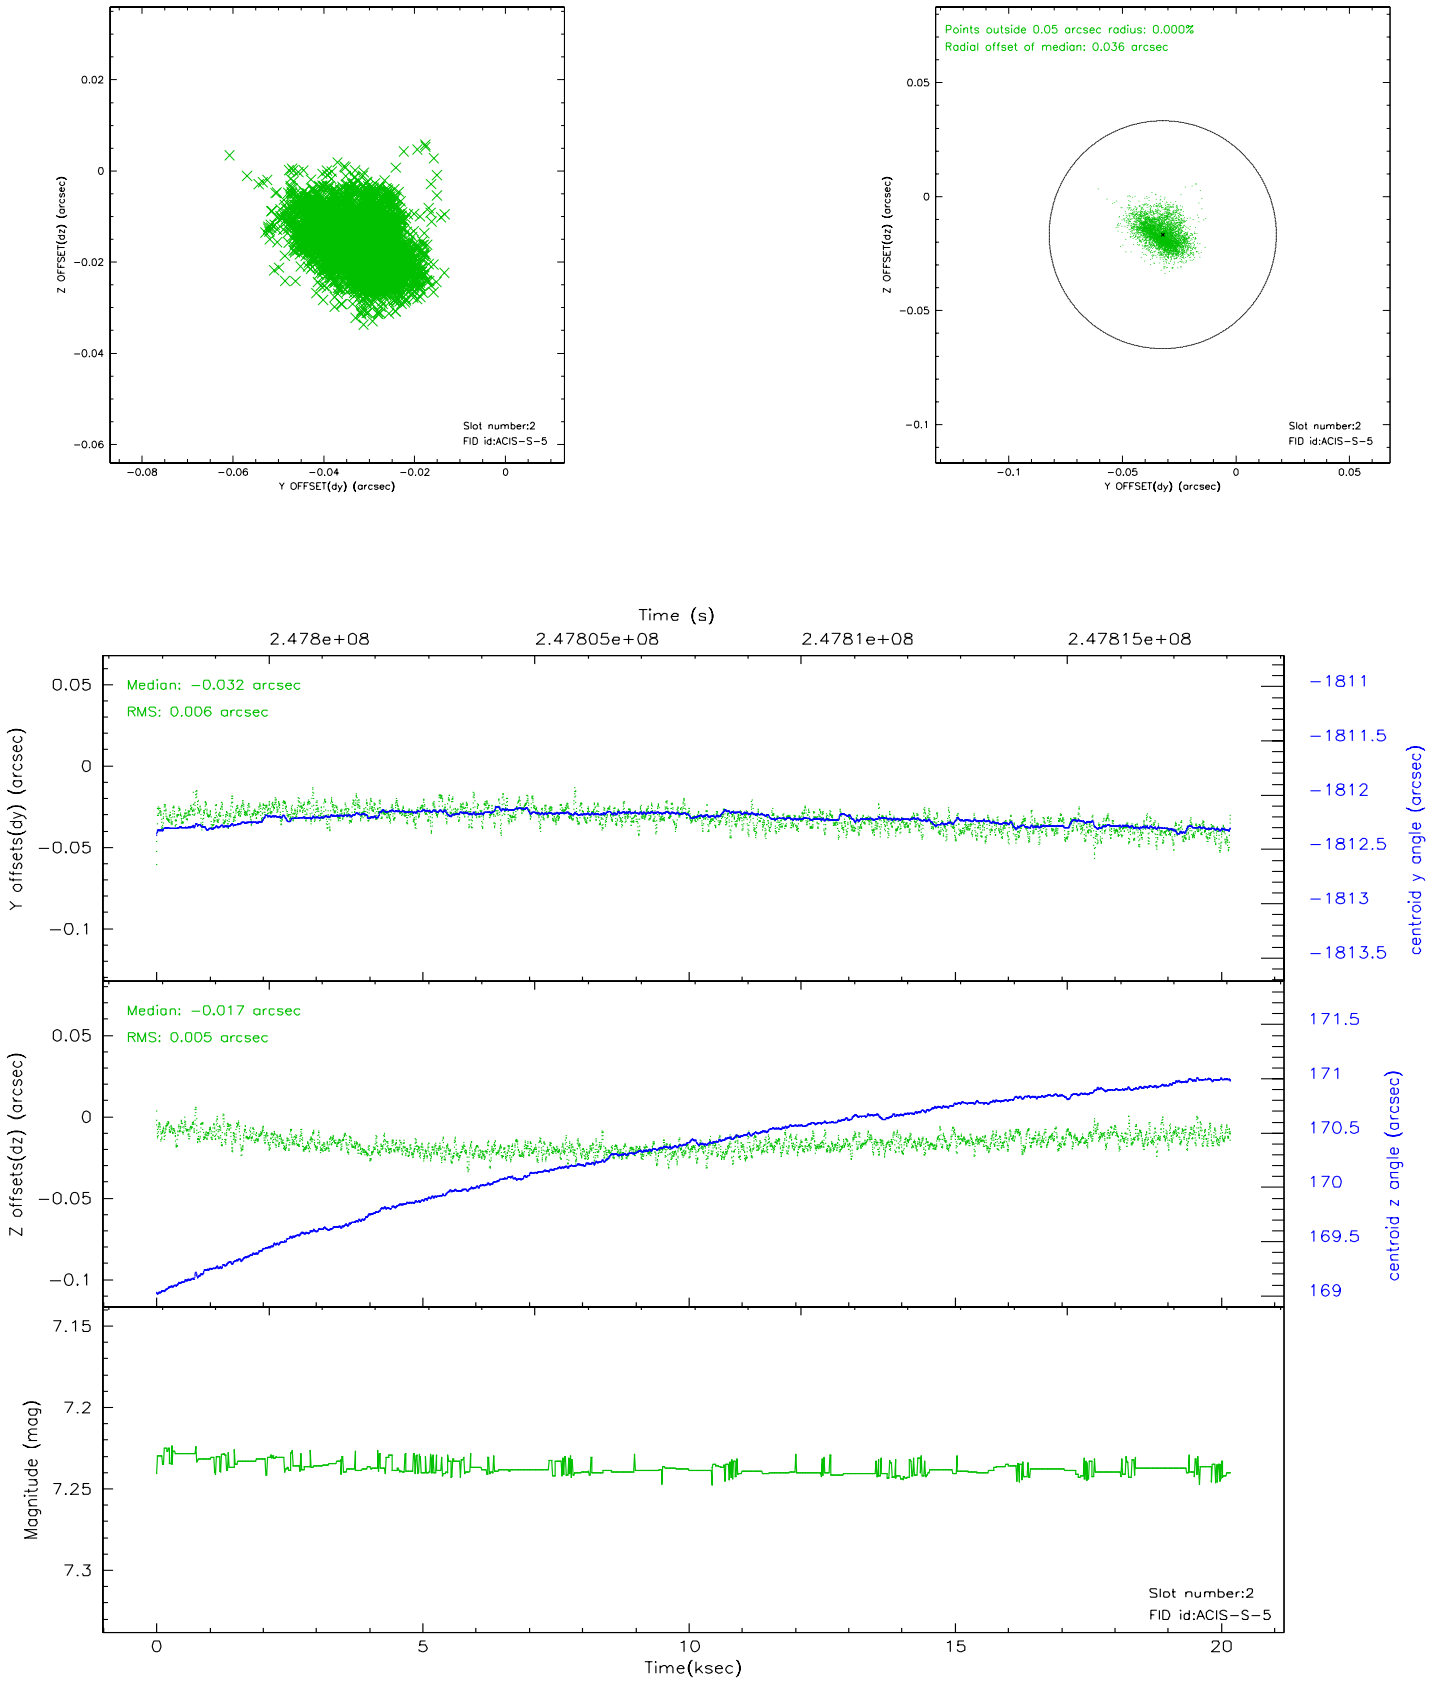 0.02
0
−0.02
−0.04
−0.06
Z OFFSET(dz) (arcsec)
Slot number:2
FID id:ACIS−S−5
−0.08
−0.06
−0.04
−0.02
0
Y OFFSET(dy) (arcsec)
Points outside 0.05 arcsec radius: 0.000%
Radial offset of median: 0.036 arcsec
0.05
0
−0.05
−0.1
Z OFFSET(dz) (arcsec)
Slot number:2
FID id:ACIS−S−5
−0.1
−0.05
0
0.05
Y OFFSET(dy) (arcsec)
Time (s)
2.478e+08
2.47805e+08
2.4781e+08
2.47815e+08
Median: −0.032 arcsec
RMS: 0.006 arcsec
0.05
0
−0.05
−0.1
Y offsets(dy) (arcsec)
−1811
−1811.5
−1812
−1812.5
−1813
−1813.5
centroid y angle (arcsec)
Median: −0.017 arcsec
RMS: 0.005 arcsec
0.05
0
−0.05
−0.1
Z offsets(dz) (arcsec)
171.5
171
170.5
170
169.5
169
centroid z angle (arcsec)
7.15
7.2
7.25
7.3
Magnitude (mag)
Slot number:2
FID id:ACIS−S−5
0
5
10
15
20
Time(ksec)